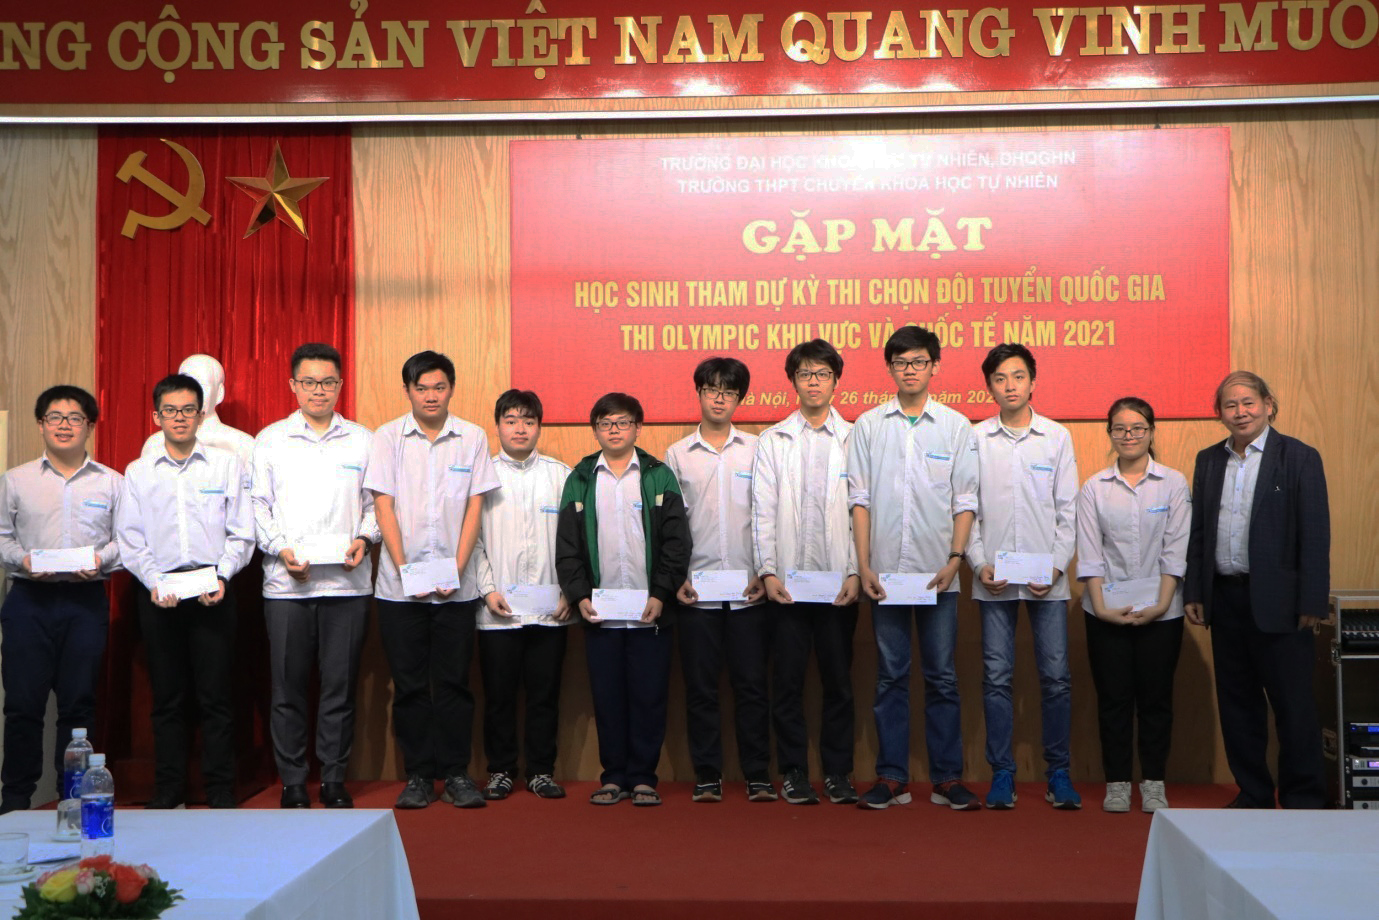 NG CỘNG SẢN VIỆT NAM QUANG VINH MUÔ
TRƯỜNG ĐẠI HỌC KHOA HỌC TỰ NHIÊN, ĐHQGHN
TRƯỜNG THPT CHUYÊN KHOA HỌC TỰ NHIÊN
GẶP MẶT
HỌC SINH THAM DỰ KỲ THI CHỌN ĐỘI TUYỂN QUỐC GIA
THI OLYMPIC KHU VỰC VÀ QUỐC TẾ NĂM 2021
Hà Nội, 26 năm